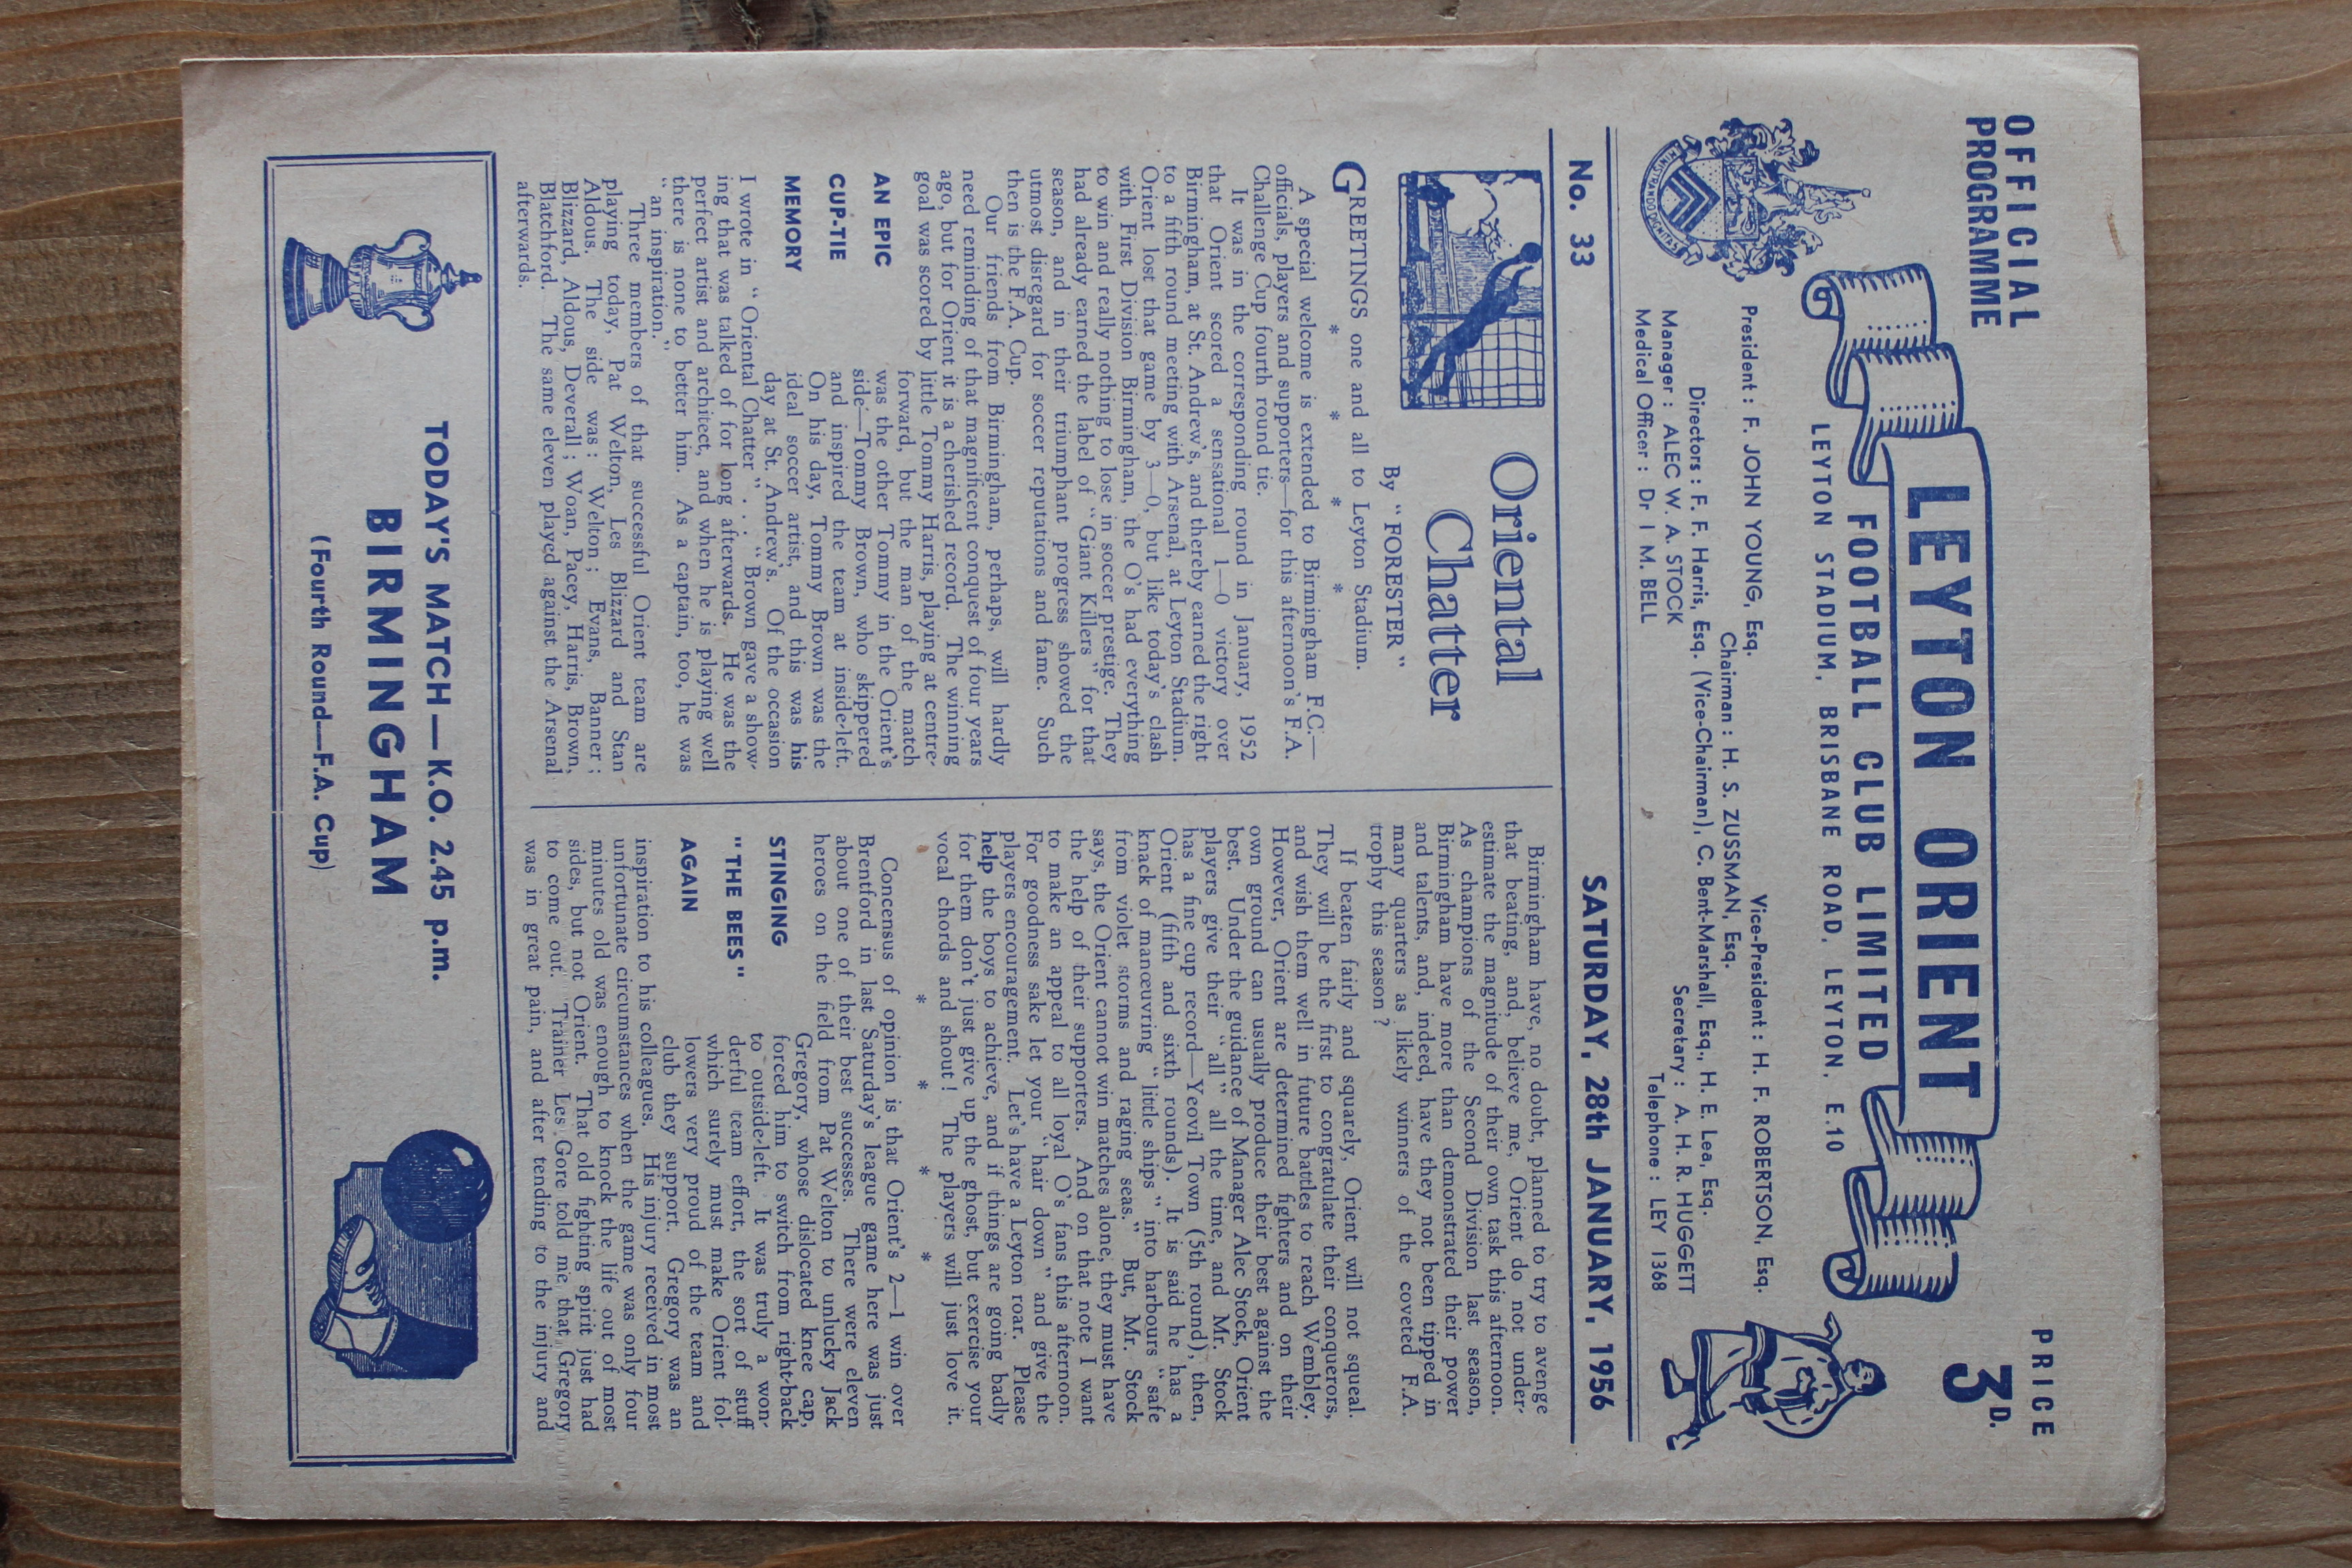 OFFICIAL
PROGRAMME
PRICE
3D.
LEYTON ORIENT
FOOTBALL CLUB LIMITED
LEYTON STADIUM, BRISBANE ROAD, LEYTON, E.10
MINISTRANDO DIGNITAS
President : F. JOHN YOUNG, Esq.
Vice-President : H. F. ROBERTSON, Esq.
Chairman : H. S. ZUSSMAN, Esq.
Directors : F. F. Harris, Esq. (Vice-Chairman), C. Bent-Marshall, Esq., H. E. Lea, Esq.
Manager : ALEC W. A. STOCK
Secretary : A. H. R. HUGGETT
Medical Officer : Dr I M. BELL
Telephone : LEY 1368
No. 33
SATURDAY, 28th JANUARY, 1956
Oriental
Chatter
By "FORESTER"
GREETINGS one and all to Leyton Stadium.
* * * *
A special welcome is extended to Birmingham F.C.—
officials, players and supporters—for this afternoon's F.A.
Challenge Cup fourth round tie.
It was in the corresponding round in January, 1952
that Orient scored a sensational 1—0 victory over
Birmingham, at St. Andrew's, and thereby earned the right
to a fifth round meeting with Arsenal, at Leyton Stadium.
Orient lost that game by 3—0, but like today's clash
with First Division Birmingham, the O's had everything
to win and really nothing to lose in soccer prestige. They
had already earned the label of "Giant Killers" for that
season, and in their triumphant progress showed the
utmost disregard for soccer reputations and fame. Such
then is the F.A. Cup.
Our friends from Birmingham, perhaps, will hardly
need reminding of that magnificent conquest of four years
ago, but for Orient it is a cherished record. The winning
goal was scored by little Tommy Harris, playing at centre-
forward, but the man of the match
AN EPIC
was the other Tommy in the Orient's
side—Tommy Brown, who skippered
CUP-TIE
and inspired the team at inside-left.
On his day, Tommy Brown was the
MEMORY
ideal soccer artist, and this was his
day at St. Andrew's. Of the occasion
I wrote in "Oriental Chatter" . . . "Brown gave a show-
ing that was talked of for long afterwards. He was the
perfect artist and architect, and when he is playing well
there is none to better him. As a captain, too, he was
"an inspiration."
Three members of that successful Orient team are
playing today, Pat Welton, Les Blizzard and Stan
Aldous. The side was : Welton ; Evans, Banner ;
Blizzard, Aldous, Deverall ; Woan, Pacey, Harris, Brown,
Blatchford. The same eleven played against the Arsenal
afterwards.
Birmingham have, no doubt, planned to try to avenge
that beating, and, believe me, Orient do not under-
estimate the magnitude of their own task this afternoon.
As champions of the Second Division last season,
Birmingham have more than demonstrated their power
and talents, and, indeed, have they not been tipped in
many quarters as likely winners of the coveted F.A.
trophy this season ?
If beaten fairly and squarely, Orient will not squeal.
They will be the first to congratulate their conquerors,
and wish them well in future battles to reach Wembley.
However, Orient are determined fighters and on their
own ground can usually produce their best against the
best. Under the guidance of Manager Alec Stock, Orient
players give their "all" all the time, and Mr. Stock
has a fine cup record—Yeovil Town (5th round), then,
Orient (fifth and sixth rounds). It is said he has a
knack of manœuvring "little ships" into harbours "safe
from violet storms and raging seas." But, Mr. Stock
says, the Orient cannot win matches alone, they must have
the help of their supporters. And on that note I want
to make an appeal to all loyal O's fans this afternoon.
For goodness sake let your "hair down" and give the
players encouragement. Let's have a Leyton roar. Please
help the boys to achieve, and if things are going badly
for them don't just give up the ghost, but exercise your
vocal chords and shout ! The players will just love it.
* * * *
Concensus of opinion is that Orient's 2—1 win over
Brentford in last Saturday's league game here was just
about one of their best successes. There were eleven
heroes on the field from Pat Welton to unlucky Jack
Gregory, whose dislocated knee cap,
STINGING
forced him to switch from right-back
to outside-left. It was truly a won-
"THE BEES"
derful team effort, the sort of stuff
which surely must make Orient fol-
AGAIN
lowers very proud of the team and
club they support. Gregory was an
inspiration to his colleagues. His injury received in most
unfortunate circumstances when the game was only four
minutes old was enough to knock the life out of most
sides, but not Orient. That old fighting spirit just had
to come out. Trainer Les Gore told me that Gregory
was in great pain, and after tending to the injury and
TODAY'S MATCH—K.O. 2.45 p.m.
BIRMINGHAM
(Fourth Round—F.A. Cup)